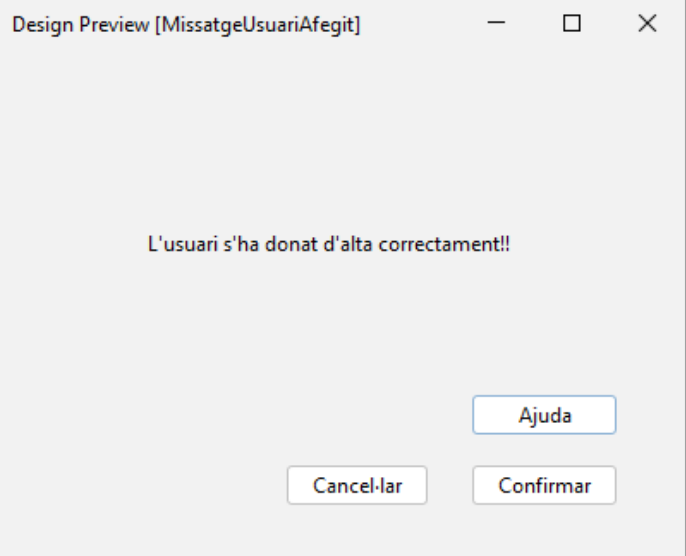 Design Preview [MissatgeUsuariAfegit]
L'usuari s'ha donat d'alta correctament!!
Ajuda
Cancel·lar
Confirmar